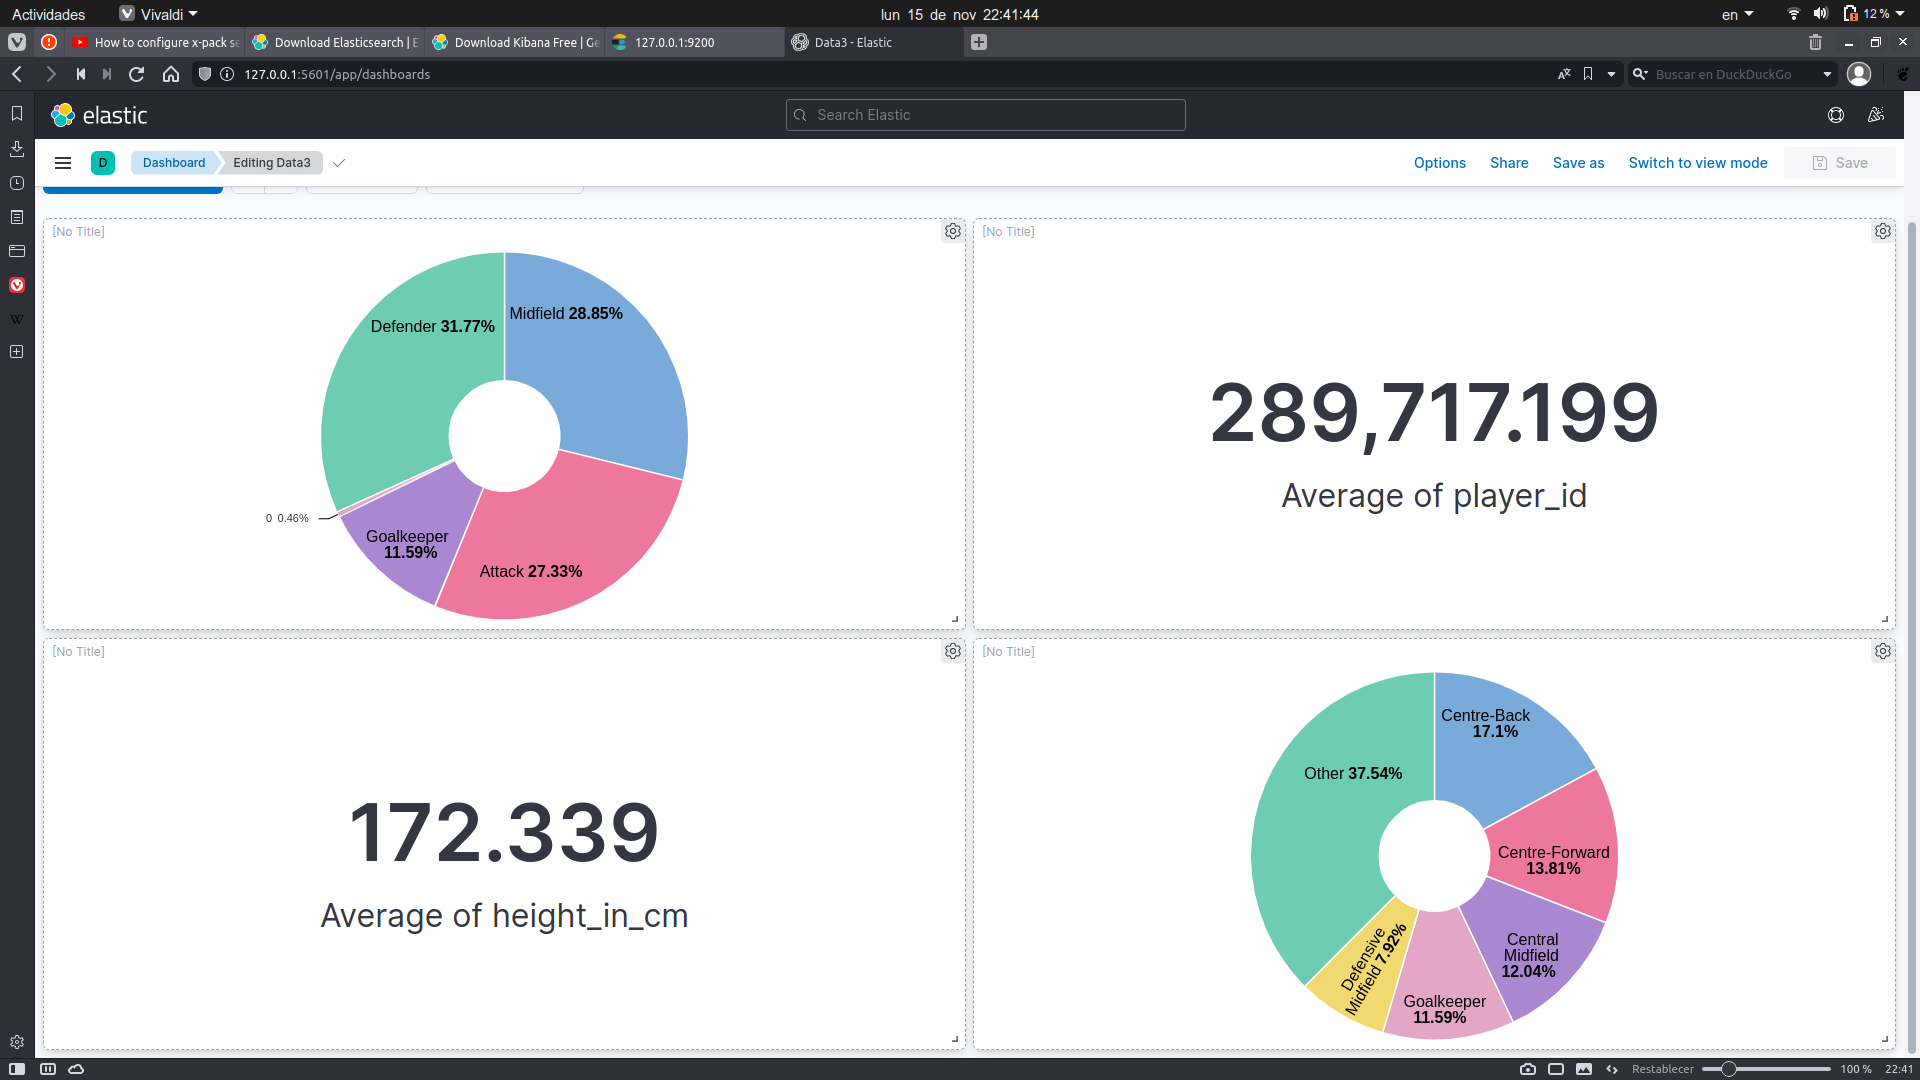 Actividades
Vivaldi
lun 15 de nov 22:41:44
en
12 %
How to configure x-pack se
Download Elasticsearch | E
Download Kibana Free | Ge
127.0.0.1:9200
Data3 - Elastic
127.0.0.1:5601/app/dashboards
Buscar en DuckDuckGo
elastic
Search Elastic
D
Dashboard
Editing Data3
Options
Share
Save as
Switch to view mode
Save
[No Title]
Defender 31.77%
Midfield 28.85%
0 0.46%
Goalkeeper
11.59%
Attack 27.33%
[No Title]
289,717.199
Average of player_id
[No Title]
172.339
Average of height_in_cm
[No Title]
Centre-Back
17.1%
Other 37.54%
Centre-Forward
13.81%
Central
Midfield
12.04%
Defensive
Midfield 7.92%
Goalkeeper
11.59%
Restablecer
100 %
22:41